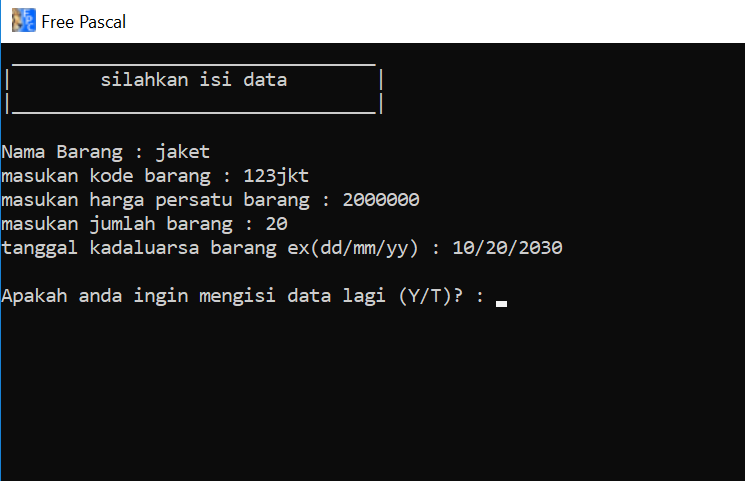 Free Pascal
silahkan isi data
Nama Barang : jaket
masukan kode barang : 123jkt
masukan harga persatu barang : 2000000
masukan jumlah barang : 20
tanggal kadaluarsa barang ex(dd/mm/yy) : 10/20/2030
Apakah anda ingin mengisi data lagi (Y/T)? :